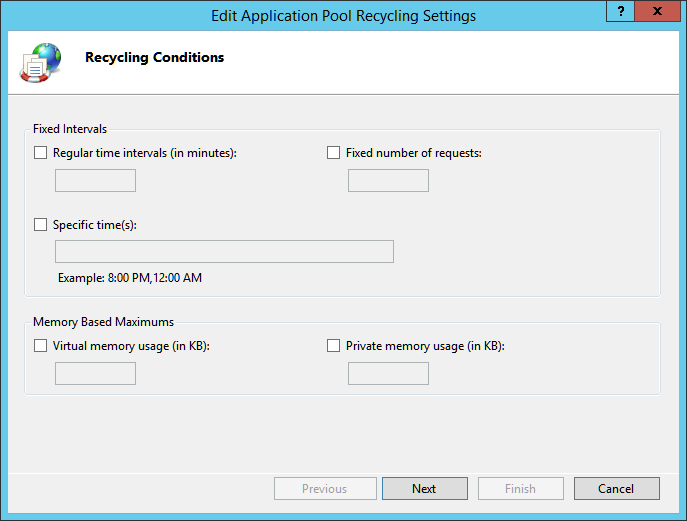 Edit Application Pool Recycling Settings
? x
Recycling Conditions
Fixed Intervals
Regular time intervals (in minutes): Fixed number of requests:
Specific time(s):
Example: 8:00 PM,12:00 AM
Memory Based Maximums
Virtual memory usage (in KB): Private memory usage (in KB):
Previous Next Finish Cancel